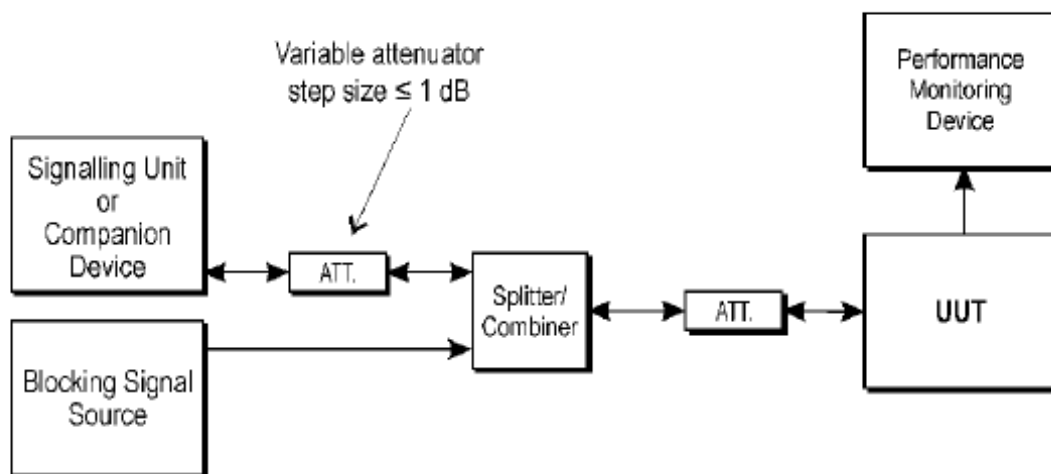 Variable attenuator
step size ≤ 1 dB
Performance
Monitoring
Device
Signalling Unit
or
Companion
Device
ATT.
Splitter/
Combiner
ATT.
UUT
Blocking Signal
Source